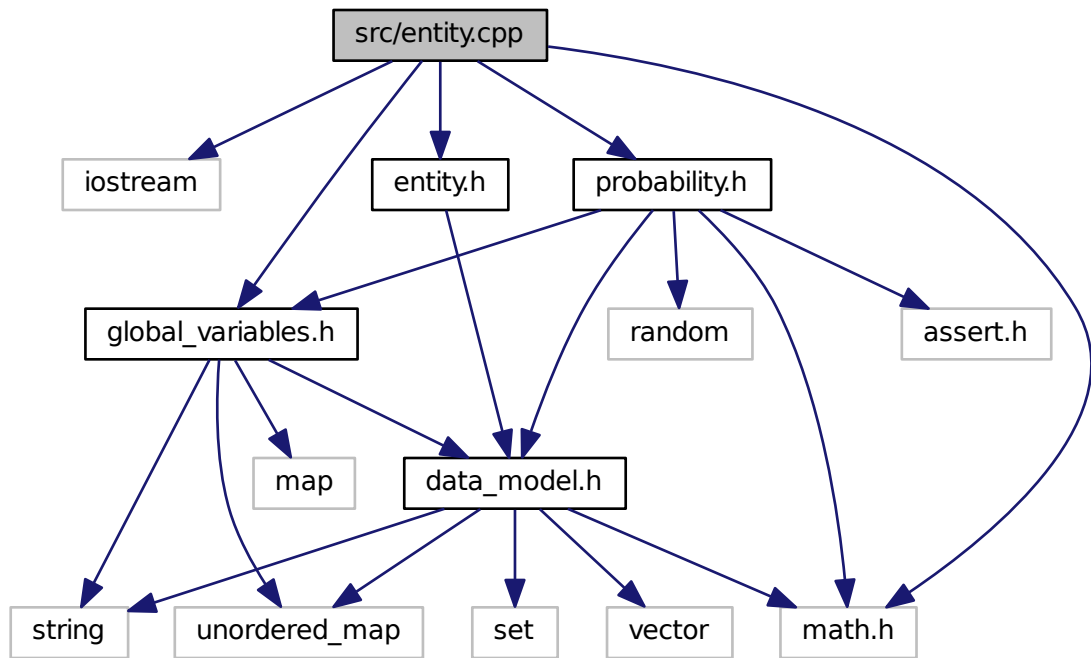 src/entity.cpp
iostream
entity.h
probability.h
global_variables.h
random
assert.h
map
data_model.h
string
unordered_map
set
vector
math.h